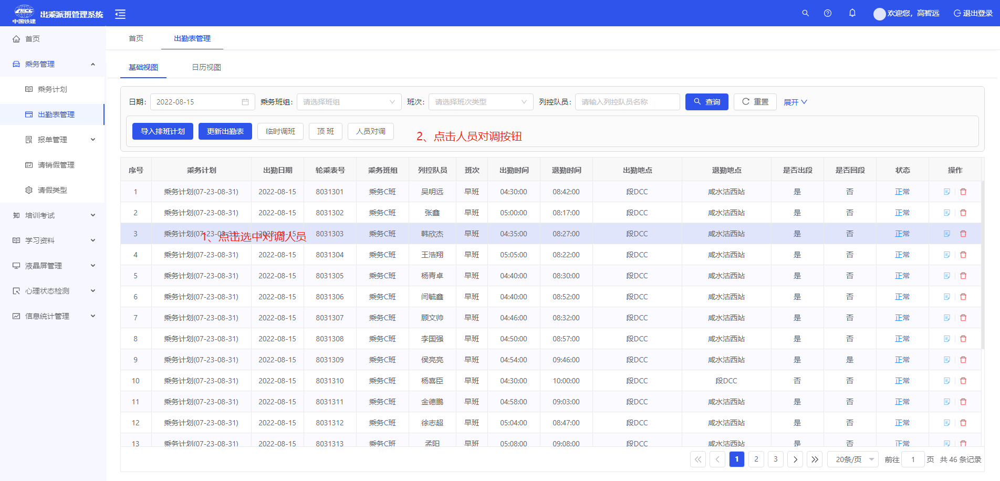 CRCC
中国铁建
出乘派班管理系统
欢迎您，高智远
退出登录
首页
乘务管理
乘务计划
出勤表管理
报单管理
请销假管理
请假类型
知 培训考试
学习资料
液晶屏管理
心理状态检测
信息统计管理
首页 出勤表管理
基础视图 日历视图
日期： 2022-08-15 乘务班组： 请选择班组 班次： 请选择班次类型 列控队员： 请输入列控队员名称 查询 重置 展开
导入排班计划 更新出勤表 临时调班 顶 班 人员对调
2、点击人员对调按钮
序号 乘务计划 出勤日期 轮乘表号 乘务班组 列控队员 班次 出勤时间 退勤时间 出勤地点 退勤地点 是否出段 是否回段 状态 操作
1 乘务计划(07-23-08-31) 2022-08-15 8031301 乘务C班 吴明远 早班 04:30:00 08:42:00 段DCC 咸水沽西站 是 否 正常
2 乘务计划(07-23-08-31) 2022-08-15 8031302 乘务C班 张鑫 早班 05:00:00 08:17:00 段DCC 咸水沽西站 是 否 正常
3 乘务计划(07-23-08-31) 2022-08-15 8031303 乘务C班 韩欣杰 早班 04:35:00 08:27:00 段DCC 咸水沽西站 是 否 正常
1、点击选中对调人员
4 乘务计划(07-23-08-31) 2022-08-15 8031304 乘务C班 王浩翔 早班 05:05:00 08:22:00 段DCC 咸水沽西站 是 否 正常
5 乘务计划(07-23-08-31) 2022-08-15 8031305 乘务C班 杨青卓 早班 04:40:00 08:30:00 段DCC 咸水沽西站 是 否 正常
6 乘务计划(07-23-08-31) 2022-08-15 8031306 乘务C班 闫毓鑫 早班 04:40:00 08:52:00 段DCC 咸水沽西站 是 否 正常
7 乘务计划(07-23-08-31) 2022-08-15 8031307 乘务C班 顾文帅 早班 04:46:00 08:32:00 段DCC 咸水沽西站 是 否 正常
8 乘务计划(07-23-08-31) 2022-08-15 8031308 乘务C班 李国强 早班 04:50:00 08:57:00 段DCC 咸水沽西站 是 否 正常
9 乘务计划(07-23-08-31) 2022-08-15 8031309 乘务C班 侯亮亮 早班 04:54:00 09:46:00 段DCC 咸水沽西站 是 是 正常
10 乘务计划(07-23-08-31) 2022-08-15 8031310 乘务C班 杨喜臣 早班 04:30:00 10:00:00 段DCC 段DCC 否 否 正常
11 乘务计划(07-23-08-31) 2022-08-15 8031311 乘务C班 金德鹏 早班 04:58:00 09:03:00 段DCC 咸水沽西站 是 否 正常
12 乘务计划(07-23-08-31) 2022-08-15 8031312 乘务C班 徐志超 早班 05:04:00 08:47:00 段DCC 咸水沽西站 是 否 正常
13 乘务计划(07-23-08-31) 2022-08-15 8031313 乘务C班 孟阳 早班 05:08:00 09:08:00 段DCC 咸水沽西站 是 否 正常
1 2 3 20条/页 前往 1 页 共 46 条记录